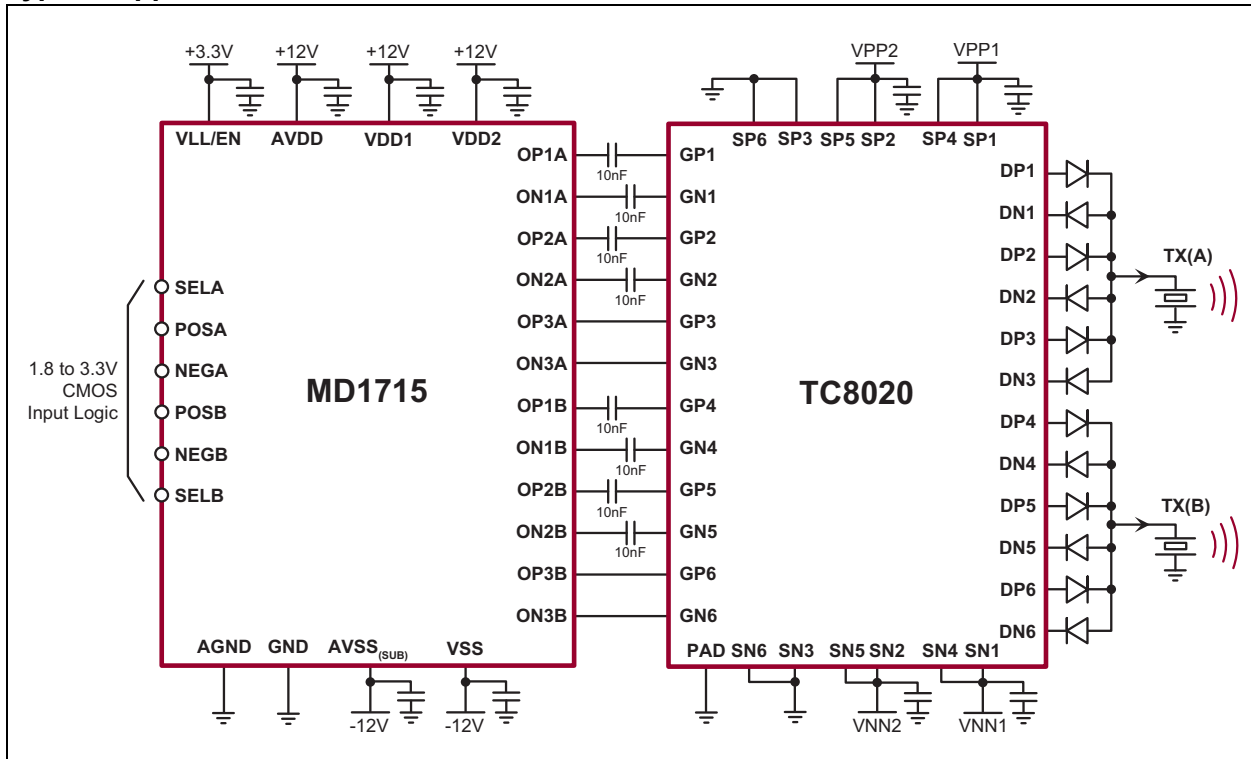 +3.3V
+12V
+12V
+12V
VPP2
VPP1
VLL/EN
AVDD
VDD1
VDD2
SP6
SP3
SP5
SP2
SP4
SP1
OP1A
10nF
GP1
DP1
ON1A
10nF
GN1
DN1
OP2A
10nF
GP2
DP2
ON2A
10nF
GN2
DN2
OP3A
GP3
DP3
ON3A
GN3
DN3
OP1B
10nF
GP4
DP4
ON1B
10nF
GN4
DN4
OP2B
10nF
GP5
DP5
ON2B
10nF
GN5
DN5
OP3B
GP6
DP6
ON3B
GN6
DN6
TX(A)
TX(B)
SELA
POSA
NEGA
POSB
NEGB
SELB
1.8 to 3.3V
CMOS
Input Logic
MD1715
TC8020
AGND
GND
AVSS(SUB)
VSS
PAD
SN6
SN3
SN5
SN2
SN4
SN1
-12V
-12V
VNN2
VNN1